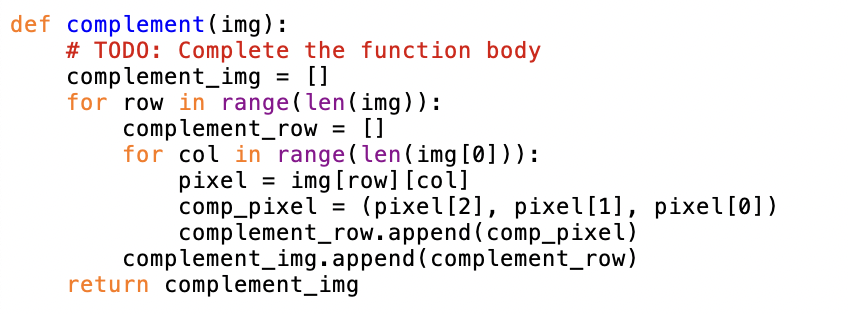 def complement(img):
    # TODO: Complete the function body
    complement_img = []
    for row in range(len(img)):
        complement_row = []
        for col in range(len(img[0])):
            pixel = img[row][col]
            comp_pixel = (pixel[2], pixel[1], pixel[0])
            complement_row.append(comp_pixel)
        complement_img.append(complement_row)
    return complement_img